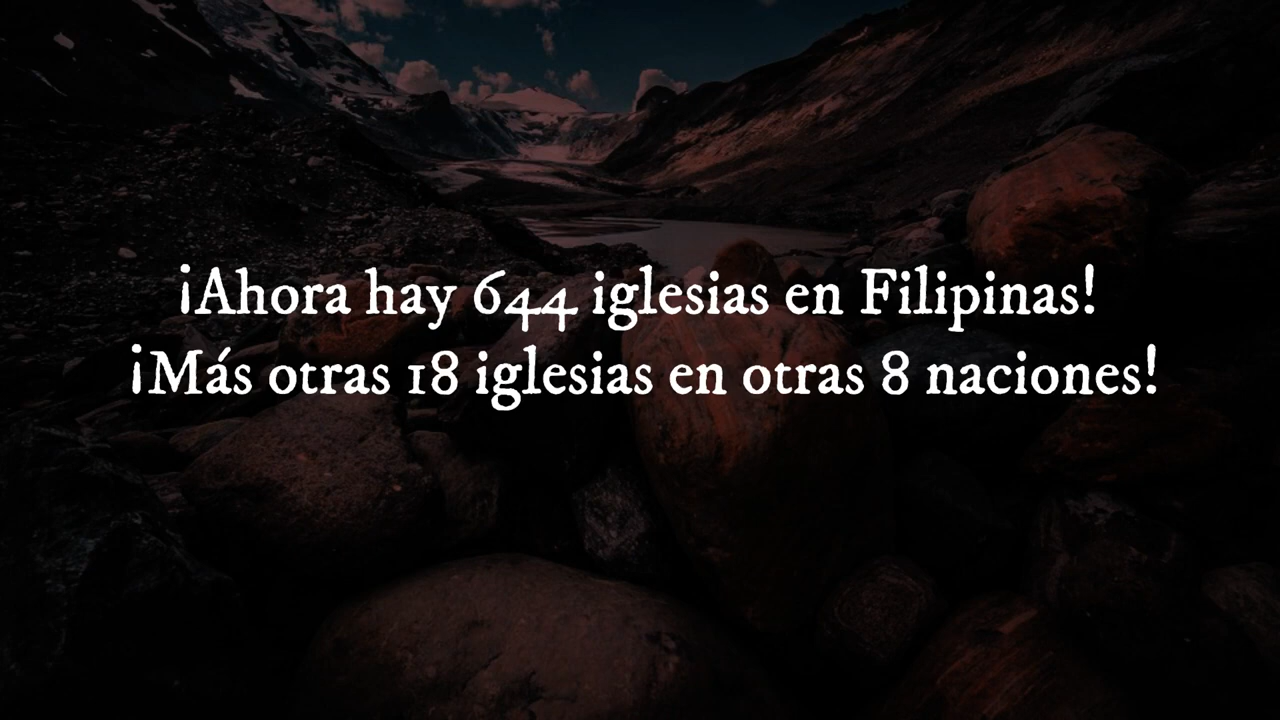 ¡Ahora hay 644 iglesias en Filipinas!
¡Más otras 18 iglesias en otras 8 naciones!